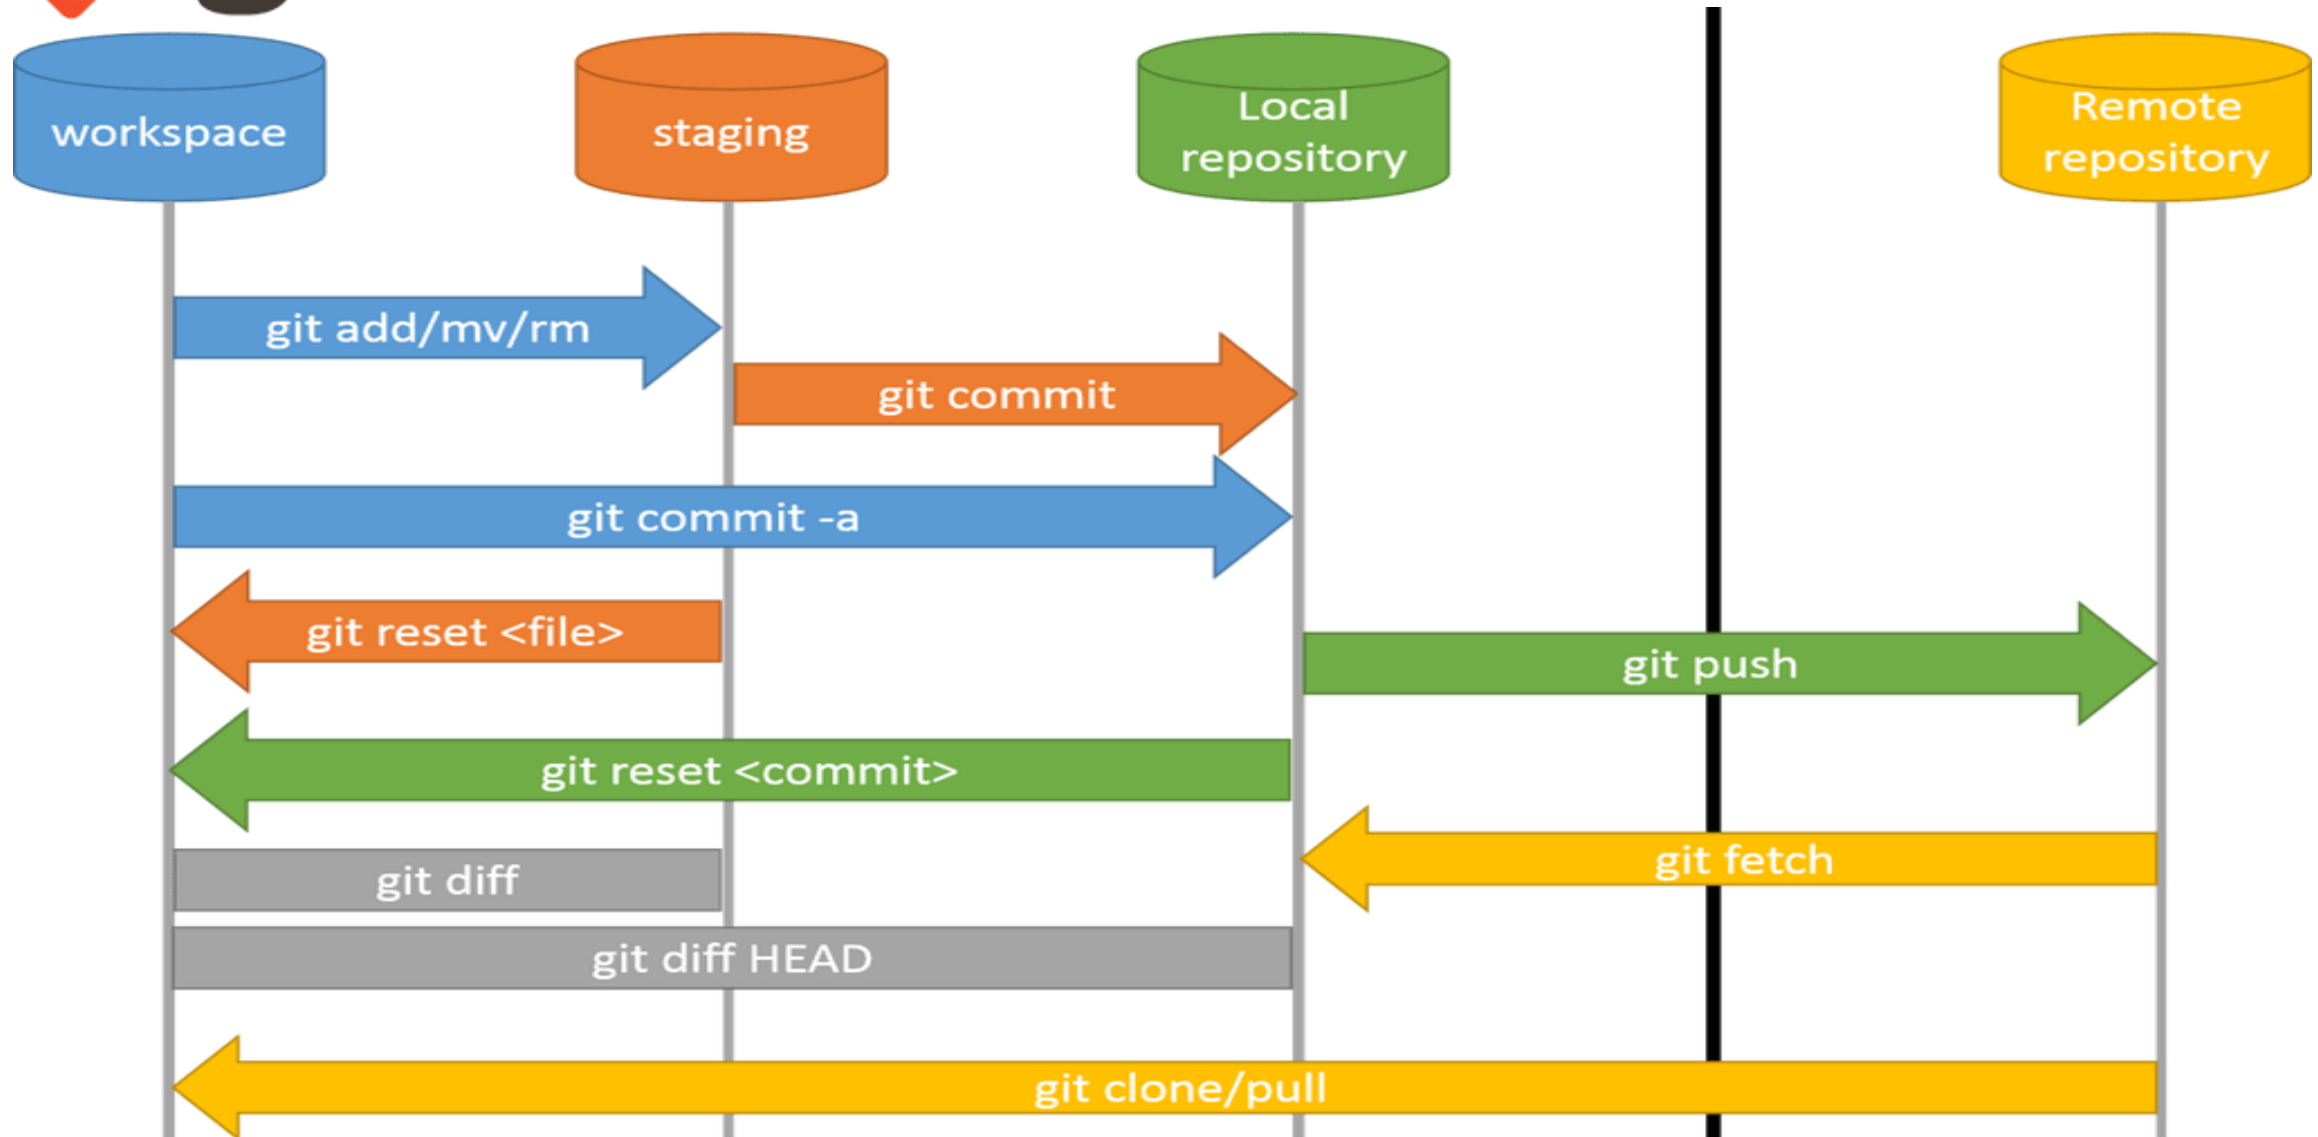 workspace
staging
Local
repository
Remote
repository
git add/mv/rm
git commit
git commit -a
git reset <file>
git push
git reset <commit>
git fetch
git diff
git diff HEAD
git clone/pull